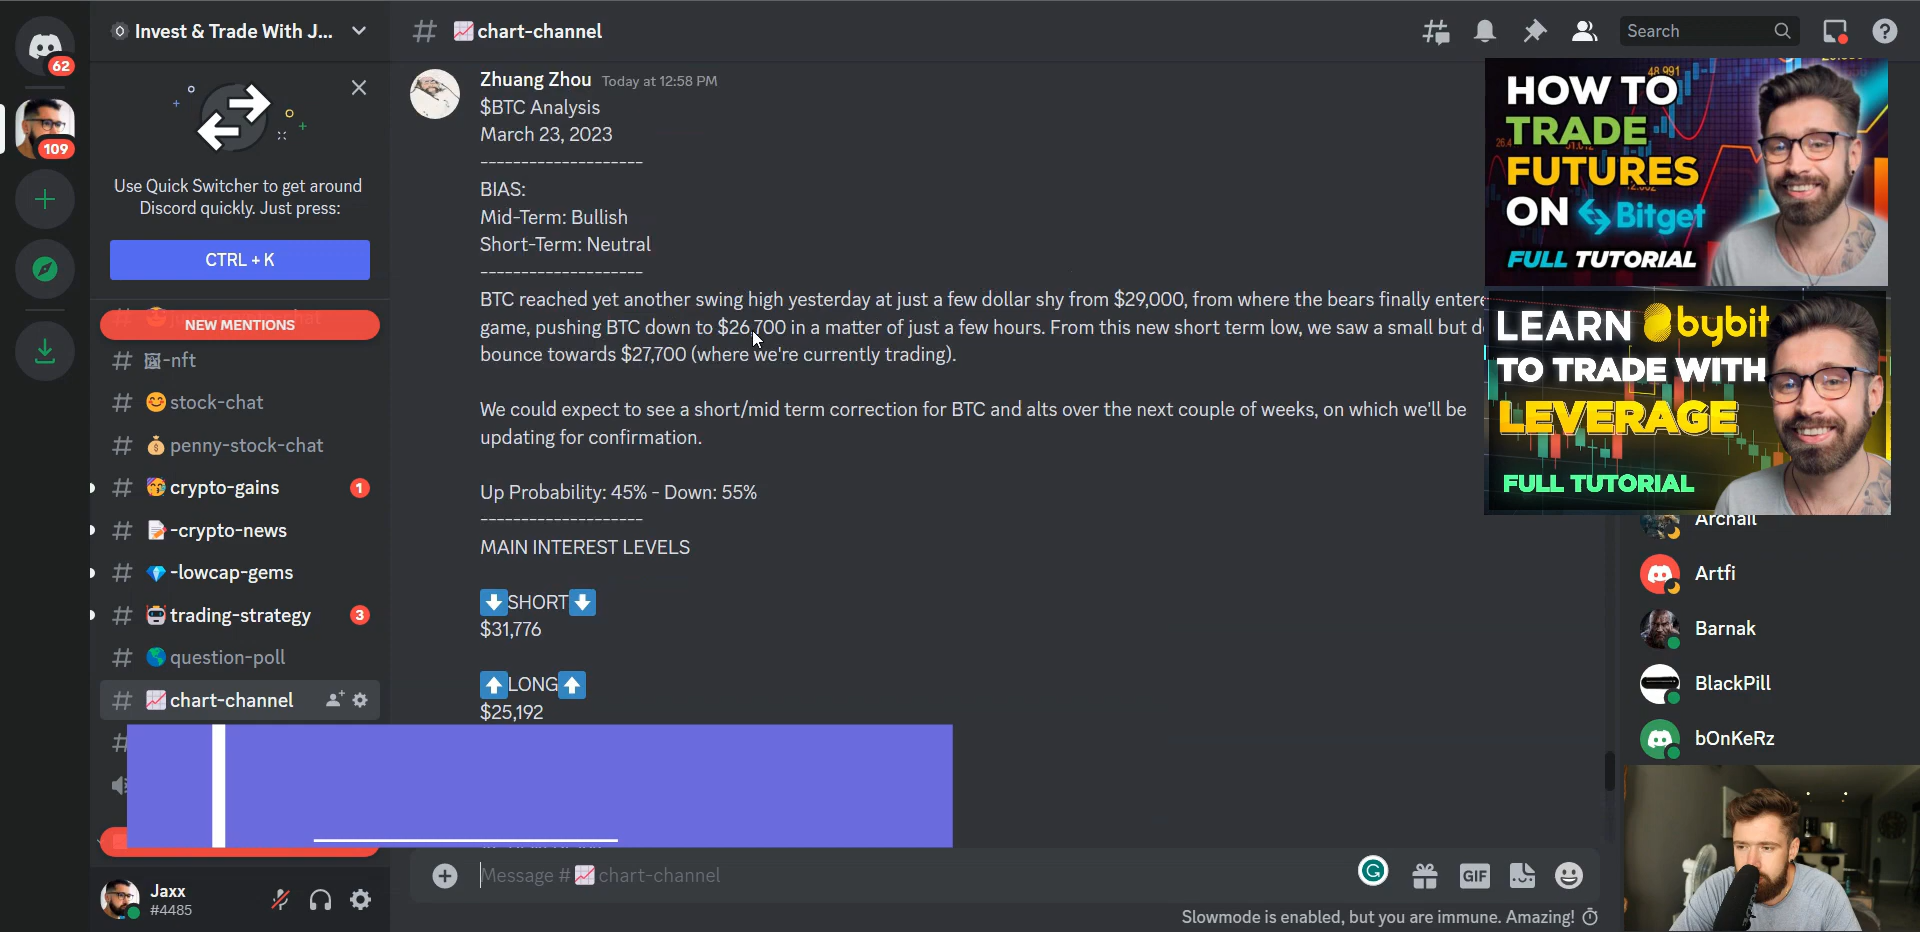 62
109
Invest & Trade With J...
Use Quick Switcher to get around
Discord quickly. Just press:
CTRL + K
NEW MENTIONS
-nft
stock-chat
penny-stock-chat
crypto-gains
1
-crypto-news
-lowcap-gems
trading-strategy
3
question-poll
chart-channel
Jaxx
#4485
chart-channel
Search
Zhuang Zhou Today at 12:58 PM
$BTC Analysis
March 23, 2023
--------------------
BIAS:
Mid-Term: Bullish
Short-Term: Neutral
--------------------
BTC reached yet another swing high yesterday at just a few dollar shy from $29,000, from where the bears finally entere
game, pushing BTC down to $26,700 in a matter of just a few hours. From this new short term low, we saw a small but d
bounce towards $27,700 (where we're currently trading).
We could expect to see a short/mid term correction for BTC and alts over the next couple of weeks, on which we'll be
updating for confirmation.
Up Probability: 45% - Down: 55%
--------------------
MAIN INTEREST LEVELS
SHORT
$31,776
LONG
$25,192
Message # chart-channel
GIF
Slowmode is enabled, but you are immune. Amazing!
48 991
HOW TO
TRADE
FUTURES
ON Bitget
FULL TUTORIAL
LEARN bybit
TO TRADE WITH
LEVERAGE
FULL TUTORIAL
Archail
Artfi
Barnak
BlackPill
bOnKeRz